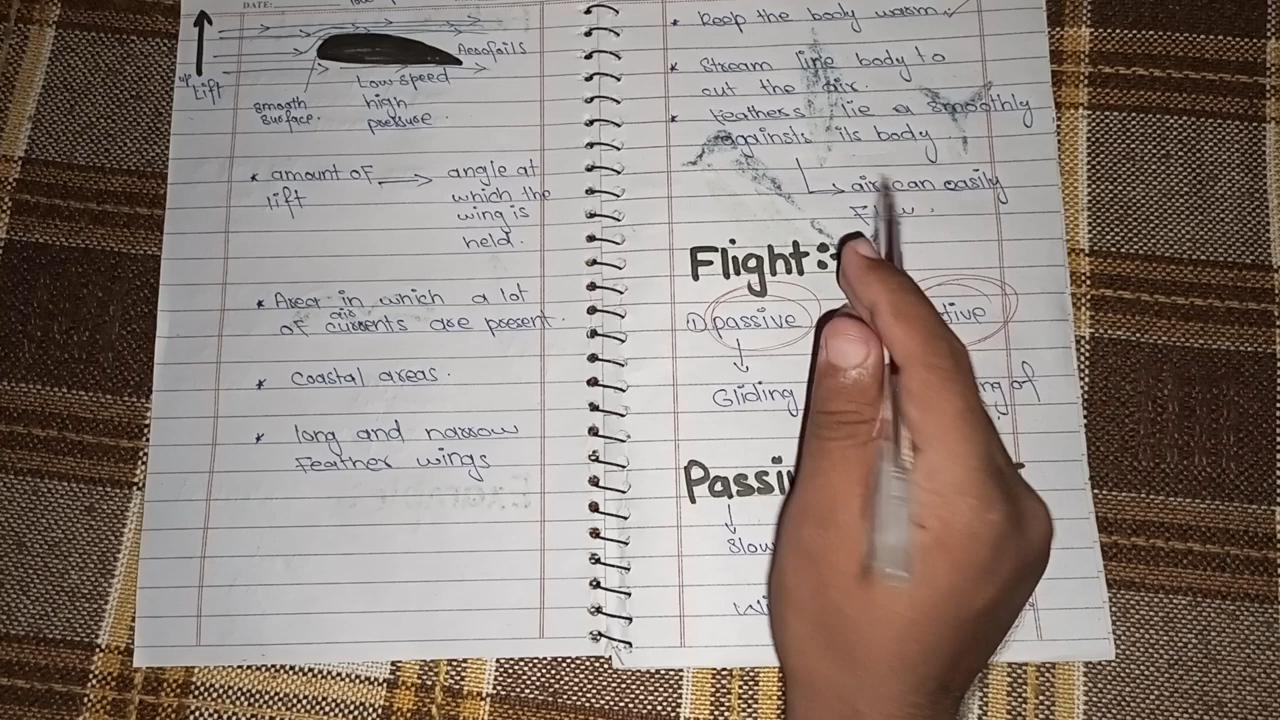 DATE:
Aerofoils
up
Lift
Low speed
high
pressure.
smooth
surface.
* amount of → angle at
lift which the
wing is
held.
* Area in which a lot
air
of currents are present.
* Coastal areas.
* long and narrow
Feather wings
* Keep the body warm.
* Stream line body to
cut the air.
* feathers lie smoothly
againsts its body
air can easily
Flow.
Flight:-
① passive
Gliding
Slow